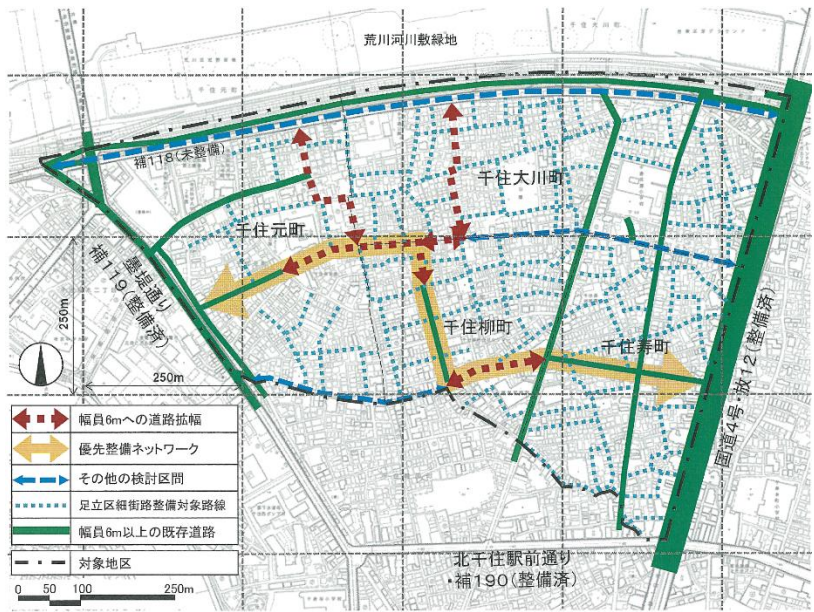 荒川河川敷緑地
補118(未整備)
千住大川町
千住元町
墨堤通り
補119(整備済)
千住柳町
千住寿町
国道4号・放12(整備済)
250m
250m
幅員6mへの道路拡幅
優先整備ネットワーク
その他の検討区間
足立区細街路整備対象路線
幅員6m以上の既存道路
対象地区
0 50 100 250m
北千住駅前通り
・補190(整備済)